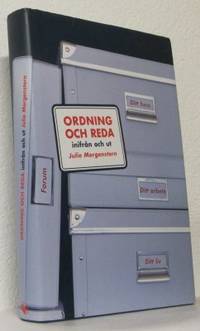 ORDNING
OCH REDA
inifrån och ut
Julie Morgenstern
Ditt hem
Ditt arbete
Ditt liv
ORDNING OCH REDA inifrån och ut Julie Morgenstern
Forum